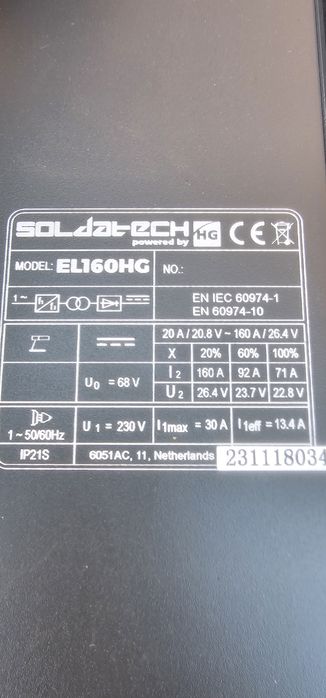 SOLDATECH
powered by HG CE
MODEL: EL160HG NO.:
1~ EN IEC 60974-1
EN 60974-10
20 A / 20.8 V ~ 160 A / 26.4 V
X 20% 60% 100%
U0 = 68 V I2 160 A 92 A 71 A
U2 26.4 V 23.7 V 22.8 V
1 ~ 50/60Hz U1 = 230 V I1max = 30 A I1eff = 13.4 A
IP21S 6051AC, 11, Netherlands 231118034